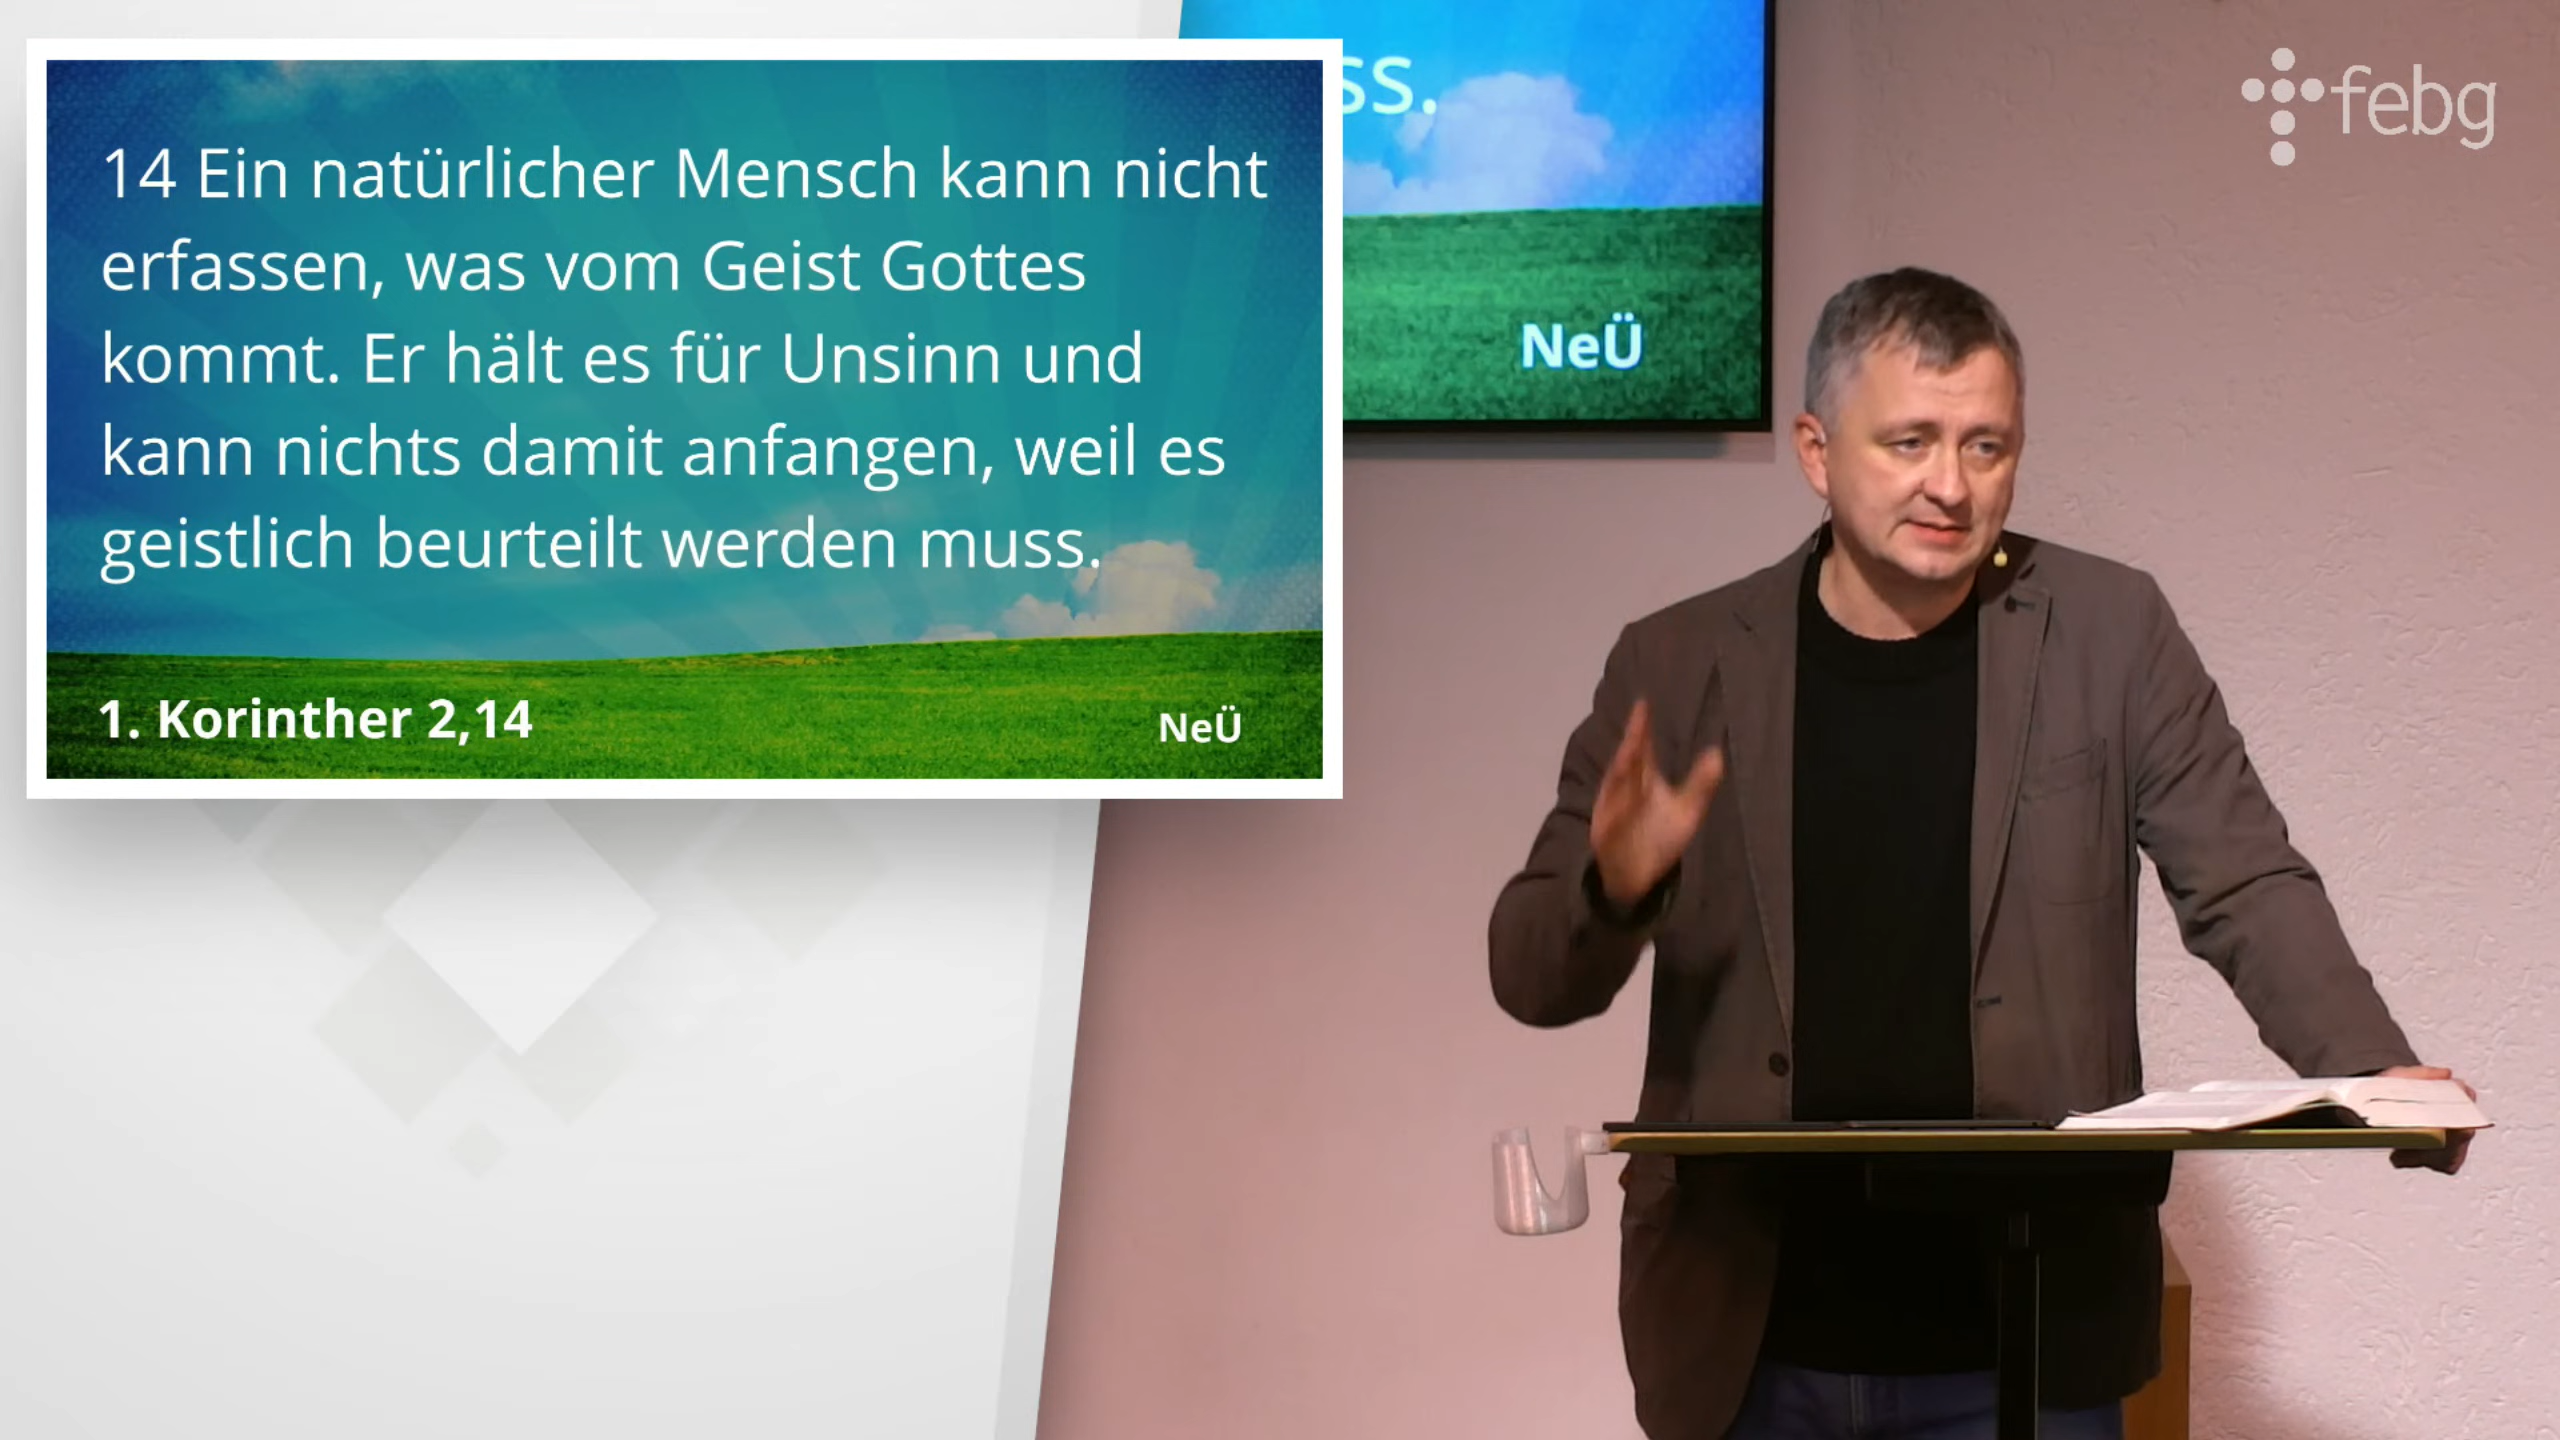 14 Ein natürlicher Mensch kann nicht
erfassen, was vom Geist Gottes
kommt. Er hält es für Unsinn und
kann nichts damit anfangen, weil es
geistlich beurteilt werden muss.
1. Korinther 2,14
NeÜ
ss.
NeÜ
febg